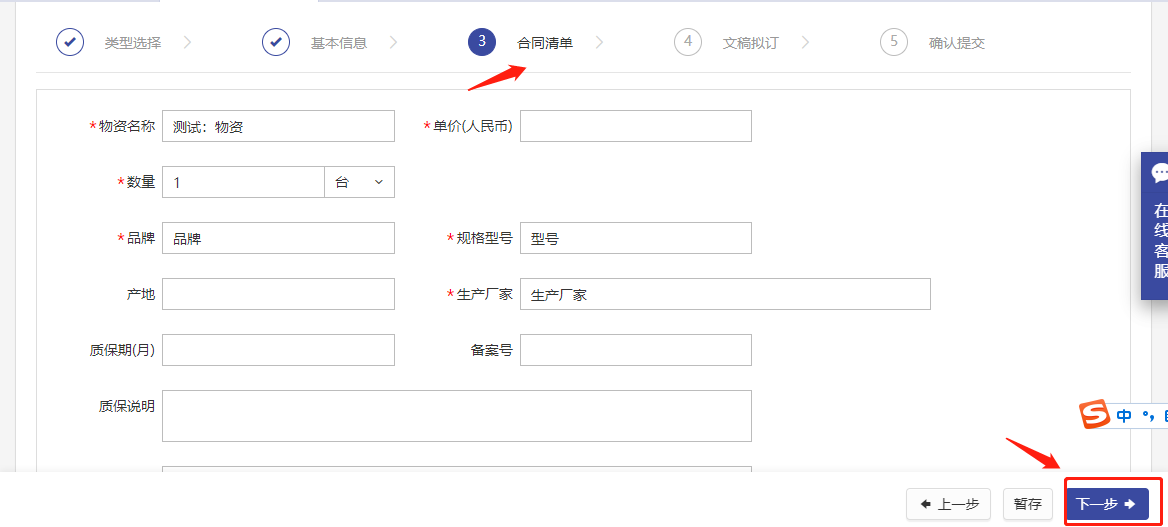 类型选择
基本信息
3 合同清单
4 文稿拟订
5 确认提交
*物资名称 测试：物资 *单价(人民币)
*数量 1 台
*品牌 品牌 *规格型号 型号
产地 *生产厂家 生产厂家
质保期(月) 备案号
质保说明
在线客服
S 中 °,
上一步 暂存 下一步